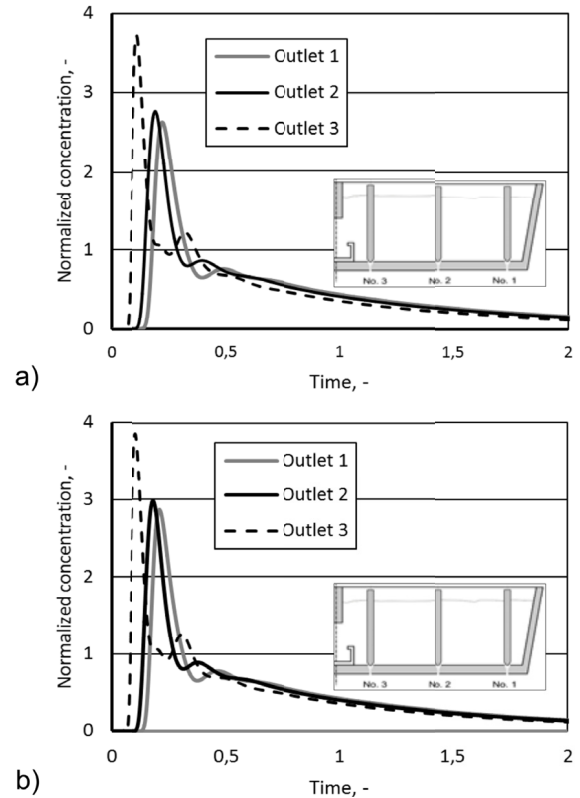 4
3
2
1
0
Normalized concentration, -
Outlet 1
Outlet 2
Outlet 3
No. 3 No. 2 No. 1
0 0,5 1 1,5 2
Time, -
a)
4
3
2
1
0
Normalized concentration, -
Outlet 1
Outlet 2
Outlet 3
No. 3 No. 2 No. 1
0 0,5 1 1,5 2
Time, -
b)